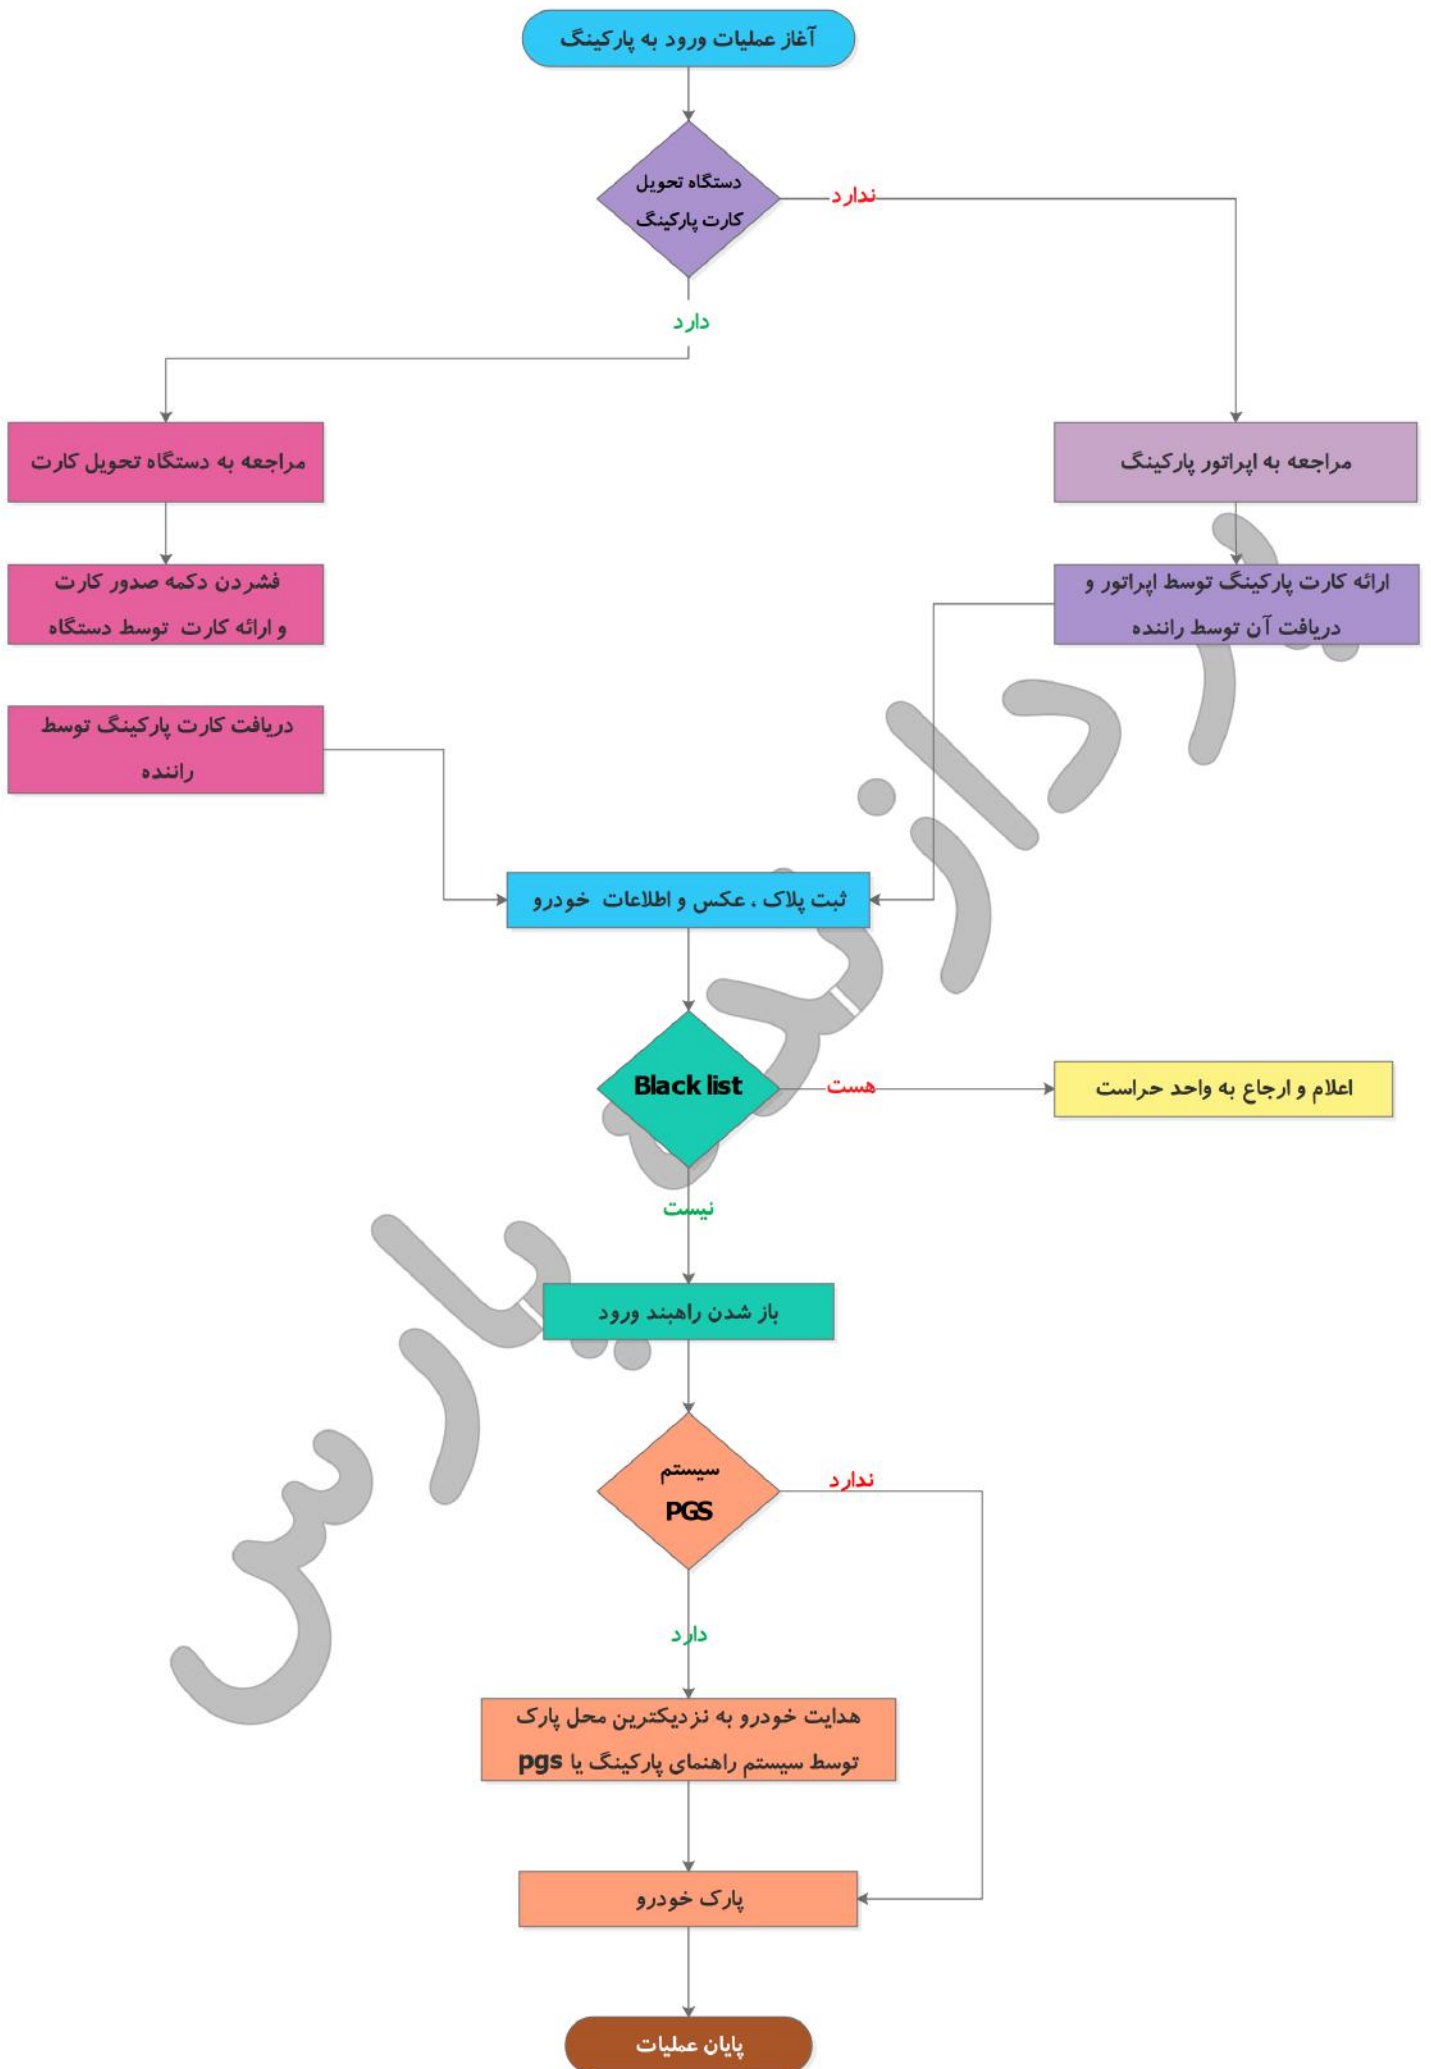 آغاز عملیات ورود به پارکینگ
دستگاه تحویل
کارت پارکینگ
ندارد
دارد
مراجعه به اپراتور پارکینگ
مراجعه به دستگاه تحویل کارت
ارائه کارت پارکینگ توسط اپراتور و
دریافت آن توسط راننده
فشردن دکمه صدور کارت
و ارائه کارت توسط دستگاه
دریافت کارت پارکینگ توسط
راننده
ثبت پلاک ، عکس و اطلاعات خودرو
Black list
هست
اعلام و ارجاع به واحد حراست
نیست
باز شدن راهبند ورود
سیستم
PGS
ندارد
دارد
هدایت خودرو به نزدیکترین محل پارک
توسط سیستم راهنمای پارکینگ یا pgs
پارک خودرو
پایان عملیات